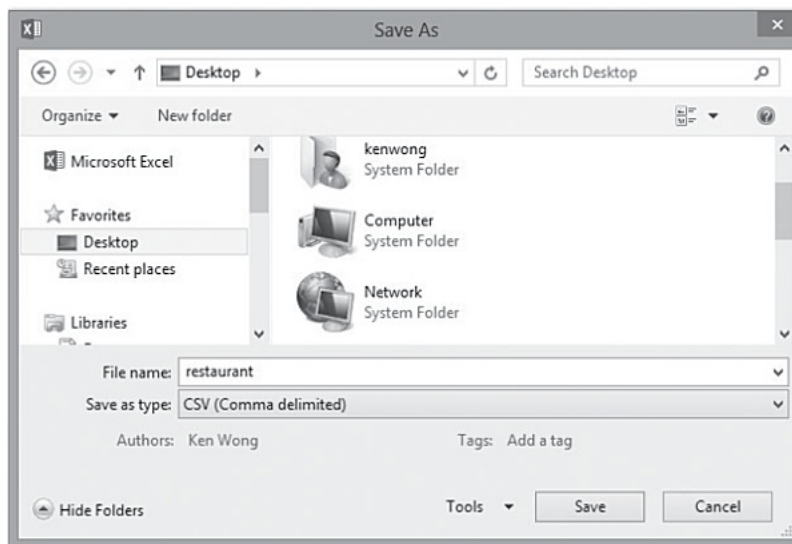 Save As
Desktop
Search Desktop
Organize
New folder
Microsoft Excel
Favorites
Desktop
Recent places
Libraries
kenwong
System Folder
Computer
System Folder
Network
System Folder
File name: restaurant
Save as type: CSV (Comma delimited)
Authors: Ken Wong
Tags: Add a tag
Hide Folders
Tools
Save
Cancel